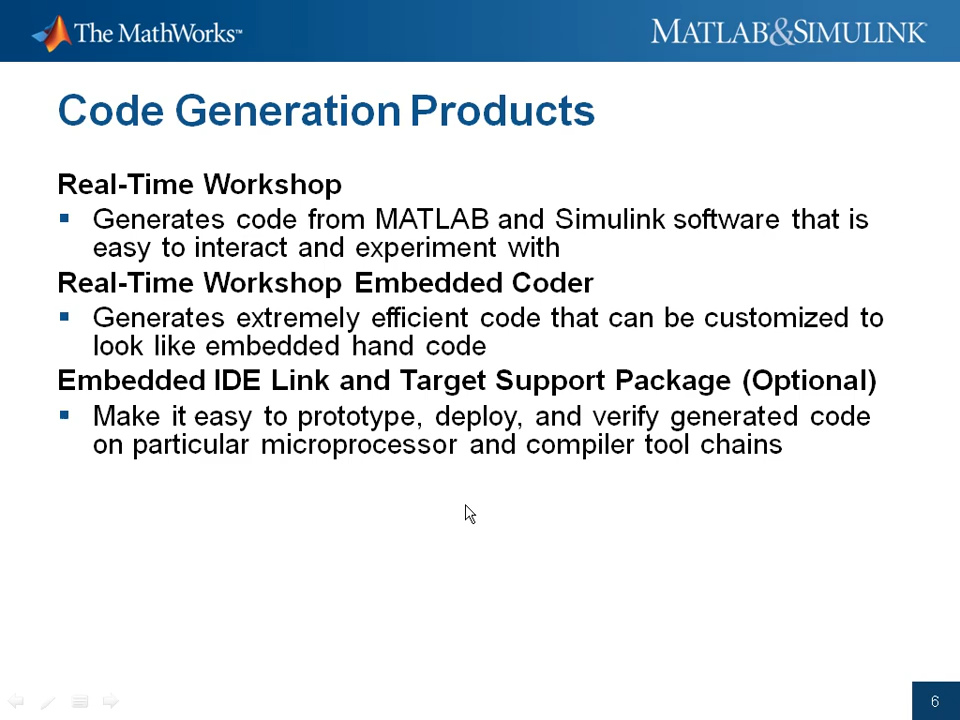 The MathWorks™
MATLAB&SIMULINK®
Code Generation Products
Real-Time Workshop
▪ Generates code from MATLAB and Simulink software that is
easy to interact and experiment with
Real-Time Workshop Embedded Coder
▪ Generates extremely efficient code that can be customized to
look like embedded hand code
Embedded IDE Link and Target Support Package (Optional)
▪ Make it easy to prototype, deploy, and verify generated code
on particular microprocessor and compiler tool chains
6